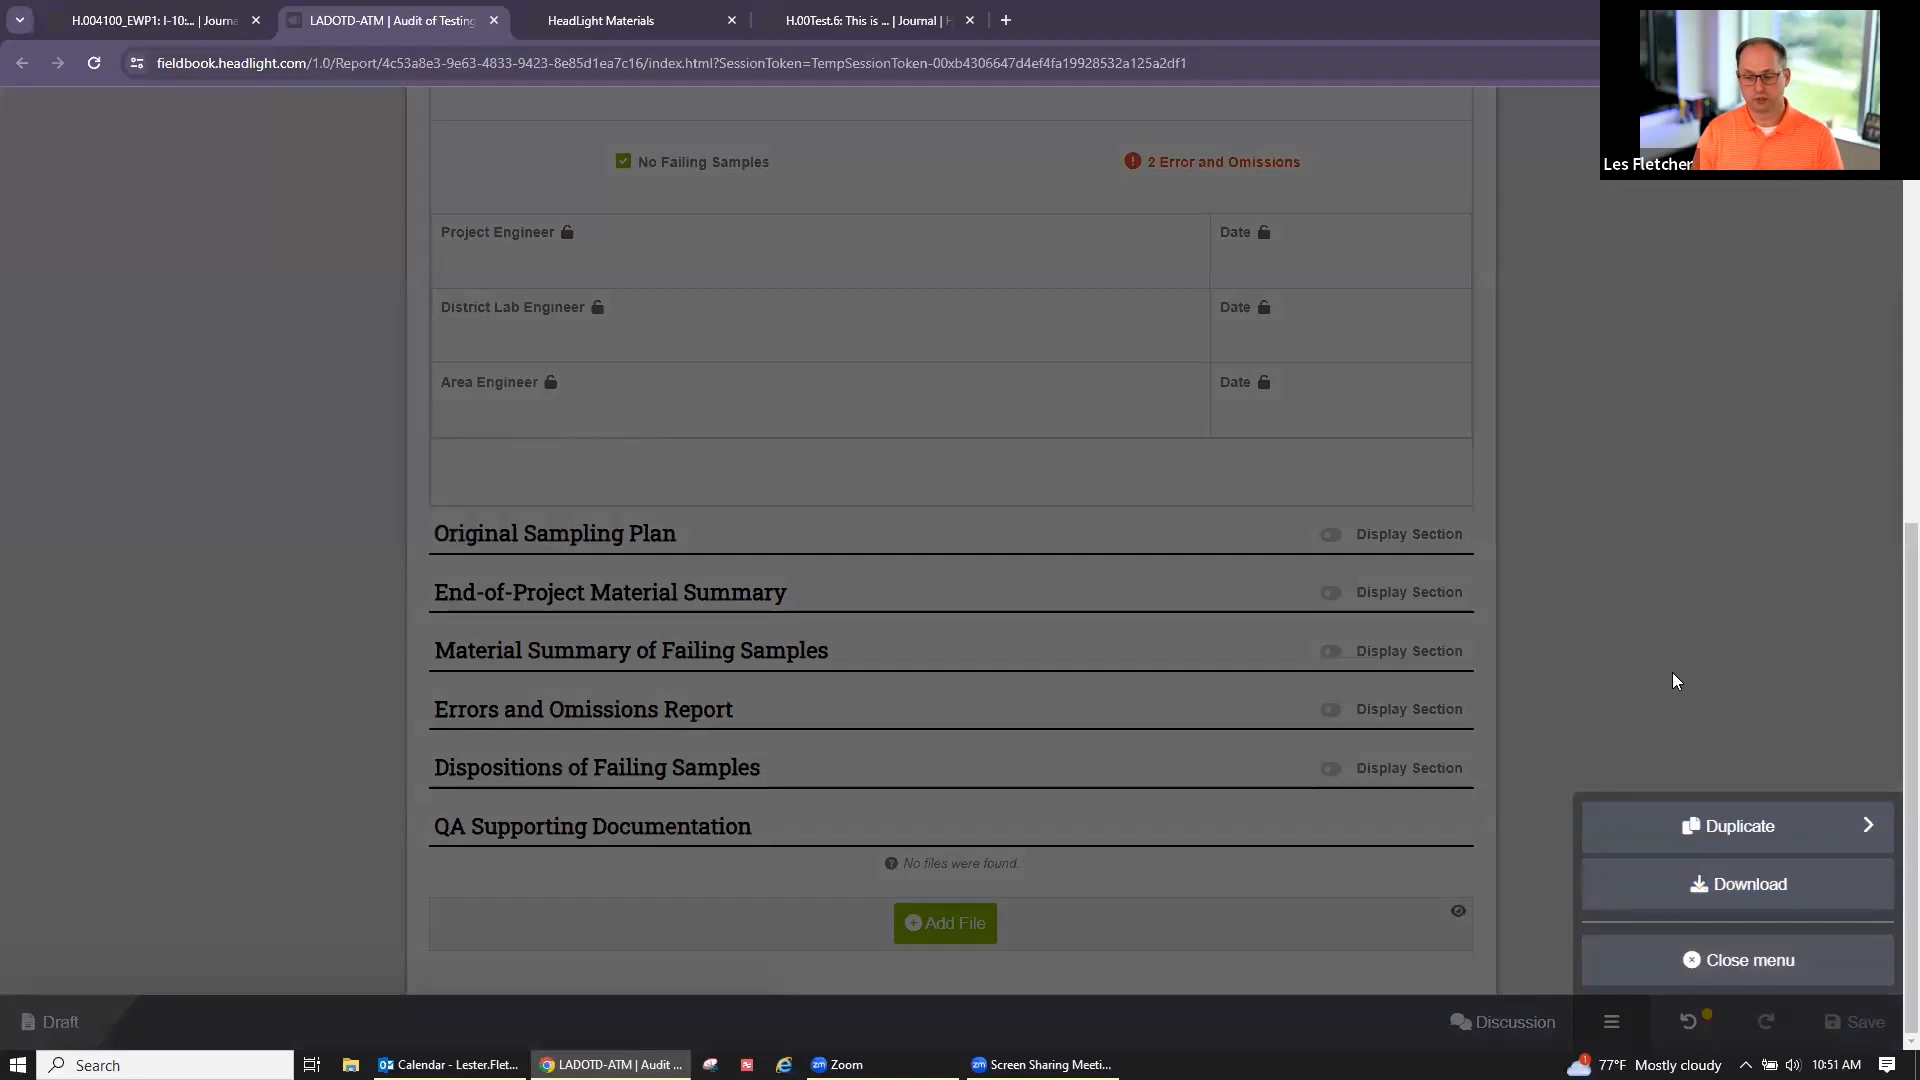 H.004100_EWP1: I-10:... | Journa
LADOTD-ATM | Audit of Testing
HeadLight Materials
H.00Test.6: This is ... | Journal | H
fieldbook.headlight.com/1.0/Report/4c53a8e3-9e63-4833-9423-8e85d1ea7c16/index.html?SessionToken=TempSessionToken-00xb4306647d4ef4fa19928532a125a2df1
Les Fletcher
No Failing Samples
2 Error and Omissions
Project Engineer
Date
District Lab Engineer
Date
Area Engineer
Date
Original Sampling Plan
Display Section
End-of-Project Material Summary
Display Section
Material Summary of Failing Samples
Display Section
Errors and Omissions Report
Display Section
Dispositions of Failing Samples
Display Section
QA Supporting Documentation
No files were found.
Add File
Duplicate
Download
Close menu
Draft
Discussion
Save
Search
Calendar - Lester.Flet...
LADOTD-ATM | Audit ...
zm Zoom
zm Screen Sharing Meeti...
1
77°F Mostly cloudy
10:51 AM